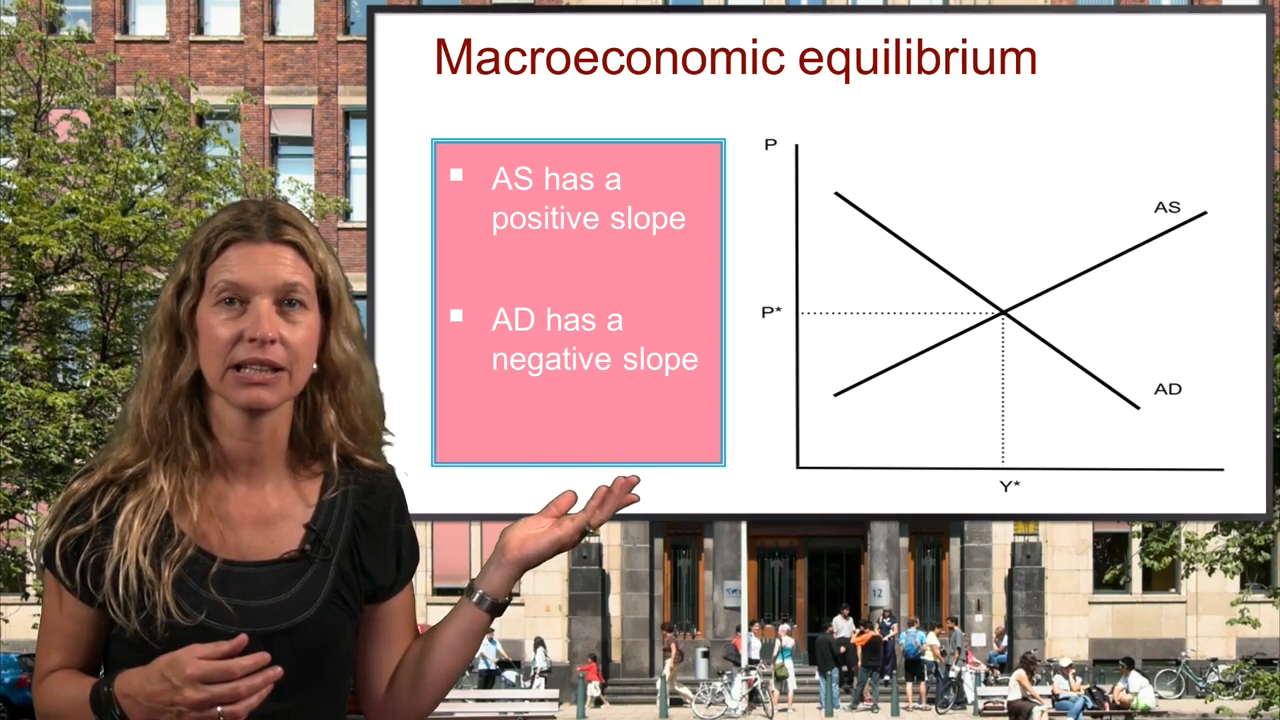 Macroeconomic equilibrium
AS has a
positive slope
AD has a
negative slope
P
AS
P*
AD
Y*
12